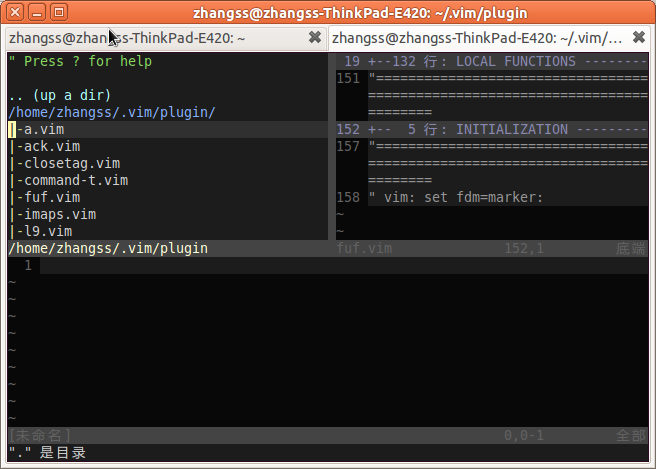 zhangss@zhangss-ThinkPad-E420: ~/.vim/plugin
zhangss@zhangss-ThinkPad-E420: ~
zhangss@zhangss-ThinkPad-E420: ~/.vim/...
" Press ? for help
.. (up a dir)
/home/zhangss/.vim/plugin/
|-a.vim
|-ack.vim
|-closetag.vim
|-command-t.vim
|-fuf.vim
|-imaps.vim
|-l9.vim
/home/zhangss/.vim/plugin
19 +--132 行: LOCAL FUNCTIONS --------
151 "==================================
===================================
========
152 +--  5 行: INITIALIZATION ---------
157 "==================================
===================================
========
158 " vim: set fdm=marker:
~
~
fuf.vim 152,1 底端
1
~
~
~
~
~
~
~
~
~
[未命名] 0,0-1 全部
"." 是目录